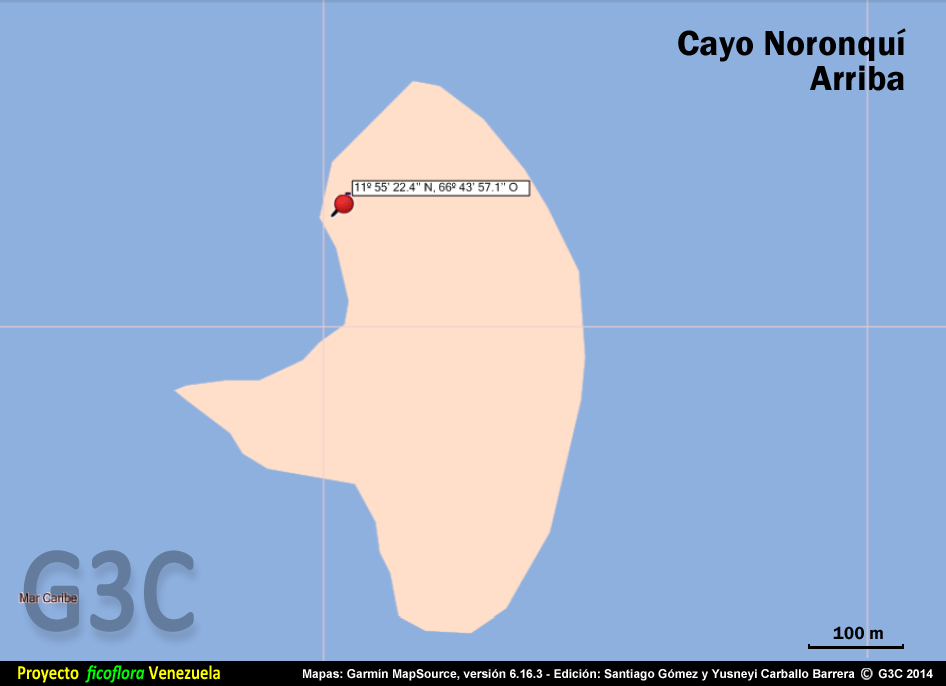 Cayo Noronquí
Arriba
11º 55' 22.4" N, 66º 43' 57.1" O
G3C
Mar Caribe
100 m
Proyecto ficoflora Venezuela
Mapas: Garmin MapSource, versión 6.16.3 - Edición: Santiago Gómez y Yusneyi Carballo Barrera © G3C 2014